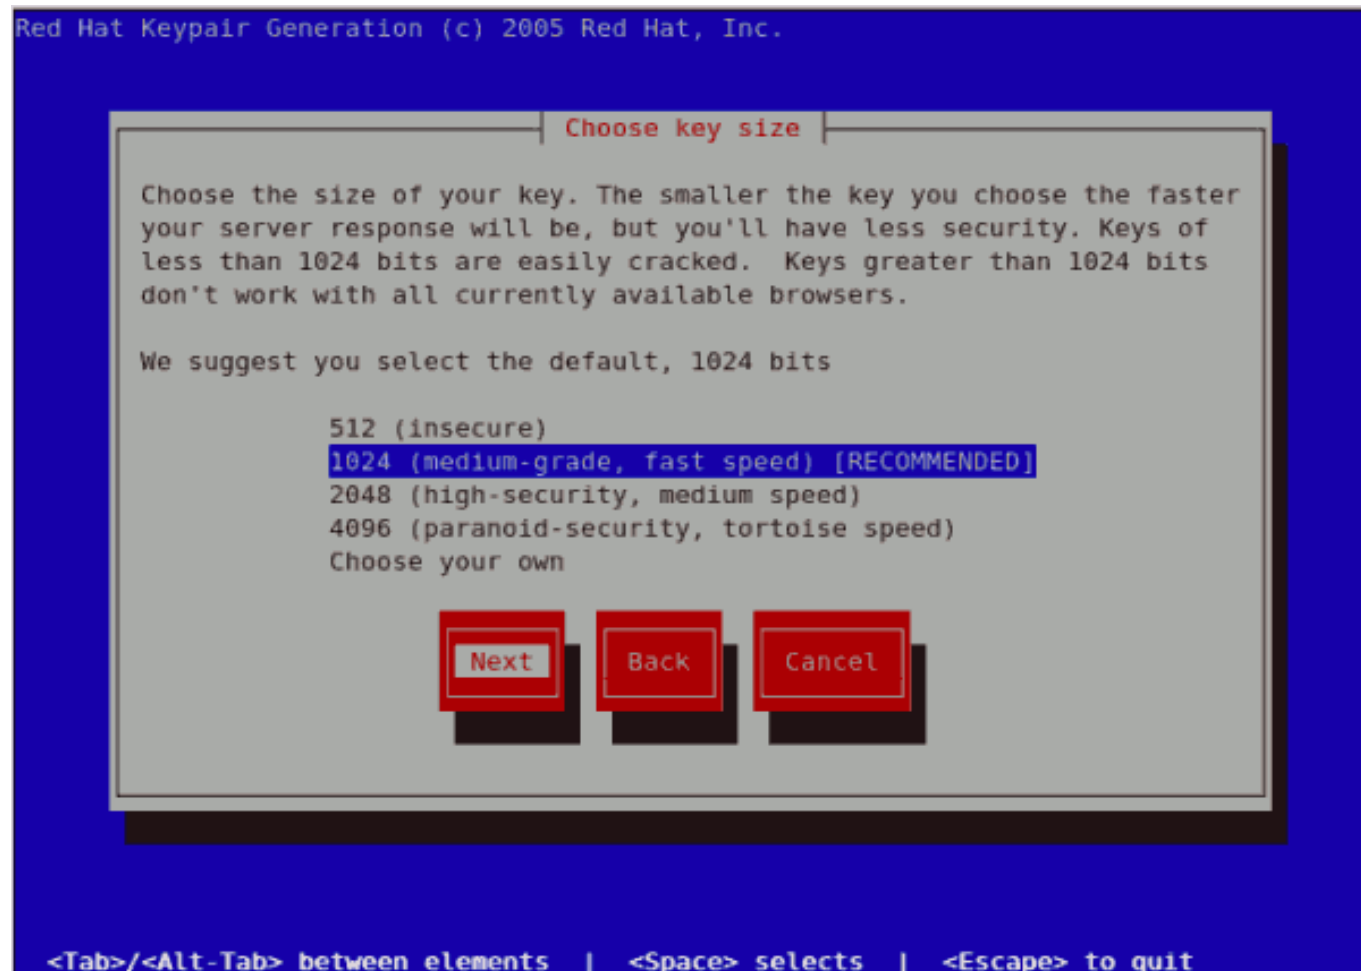 Red Hat Keypair Generation (c) 2005 Red Hat, Inc.
Choose key size
Choose the size of your key. The smaller the key you choose the faster
your server response will be, but you'll have less security. Keys of
less than 1024 bits are easily cracked.  Keys greater than 1024 bits
don't work with all currently available browsers.
We suggest you select the default, 1024 bits
512 (insecure)
1024 (medium-grade, fast speed) [RECOMMENDED]
2048 (high-security, medium speed)
4096 (paranoid-security, tortoise speed)
Choose your own
Next Back Cancel
<Tab>/<Alt-Tab> between elements | <Space> selects | <Escape> to quit